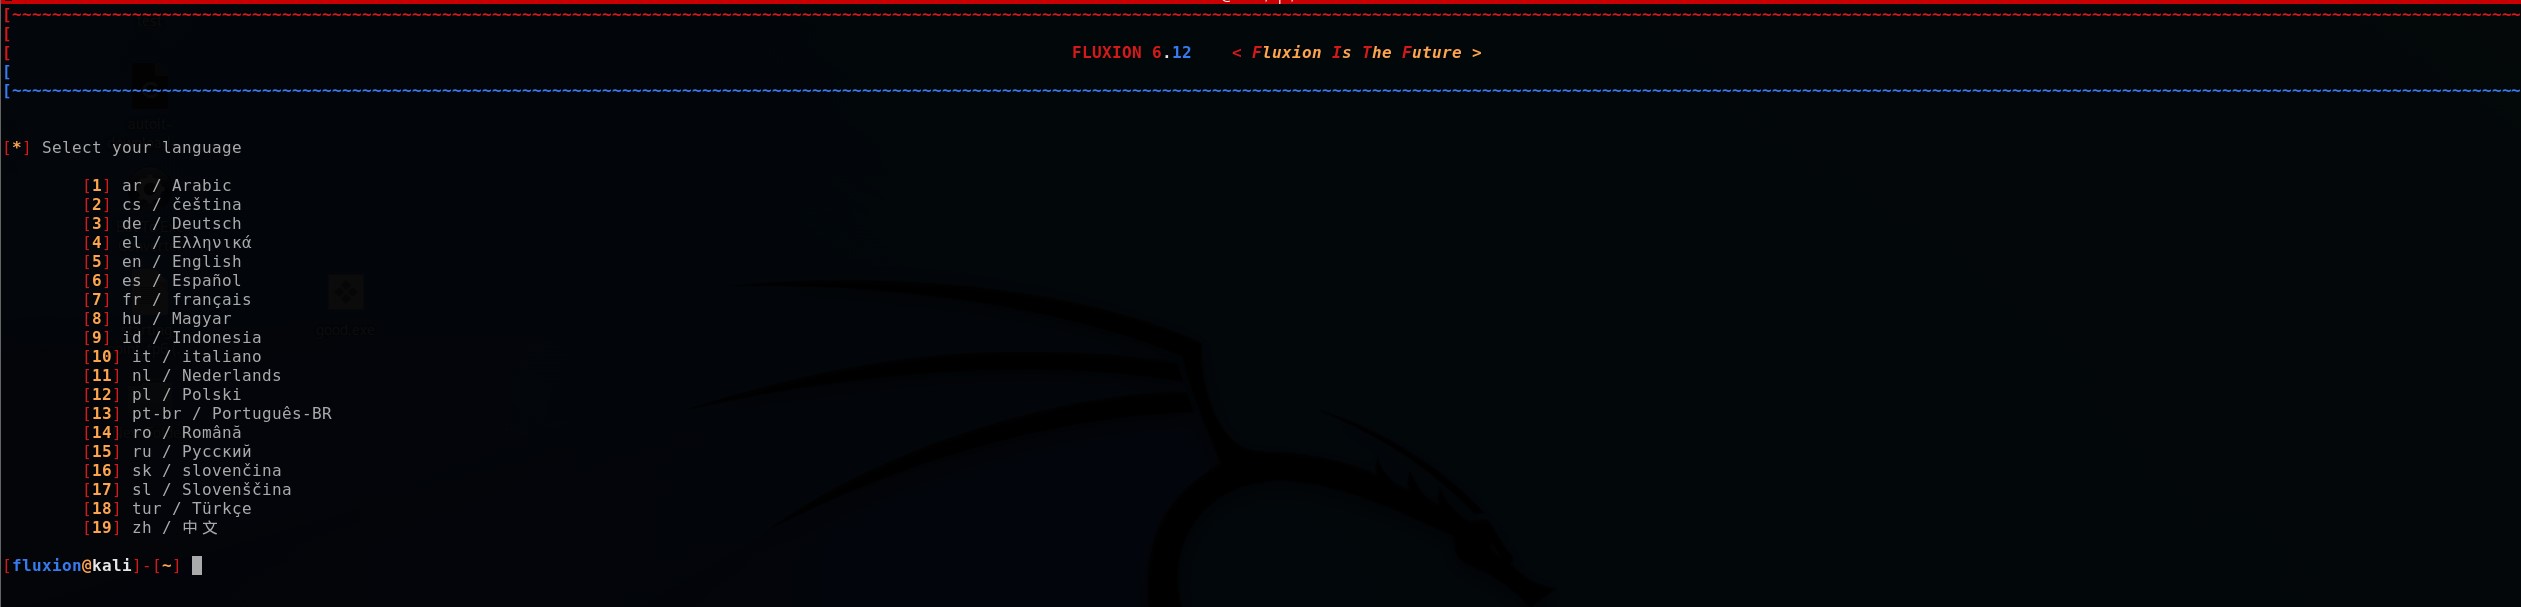 FLUXION 6.12 < Fluxion Is The Future >
[*] Select your language
[1] ar / Arabic
[2] cs / čeština
[3] de / Deutsch
[4] el / Ελληνικά
[5] en / English
[6] es / Español
[7] fr / français
[8] hu / Magyar
[9] id / Indonesia
[10] it / italiano
[11] nl / Nederlands
[12] pl / Polski
[13] pt-br / Português-BR
[14] ro / Română
[15] ru / Русский
[16] sk / slovenčina
[17] sl / Slovenščina
[18] tur / Türkçe
[19] zh / 中文
good.exe
[fluxion@kali]-[~]